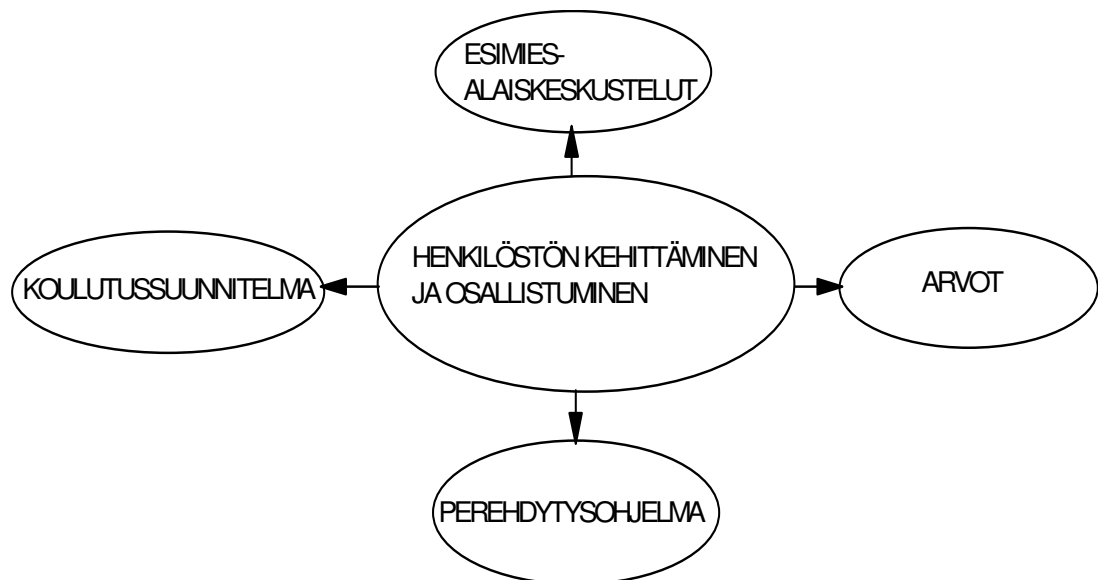 ESIMIES-
ALAISKESKUSTELUT
HENKILÖSTÖN KEHITTÄMINEN
JA OSALLISTUMINEN
KOULUTUSSUUNNITELMA
ARVOT
PEREHDYTYSOHJELMA